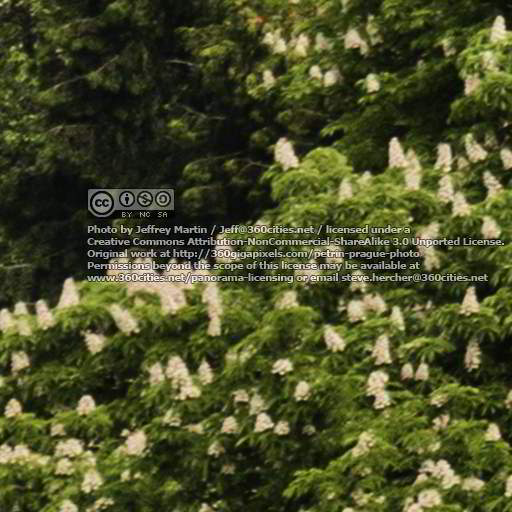 cc BY NC SA
Photo by Jeffrey Martin / Jeff@360cities.net / licensed under a
Creative Commons Attribution-NonCommercial-ShareAlike 3.0 Unported License.
Original work at http://360gigapixels.com/petrin-prague-photo
Permissions beyond the scope of this license may be available at
www.360cities.net/panorama-licensing or email steve.hercher@360cities.net